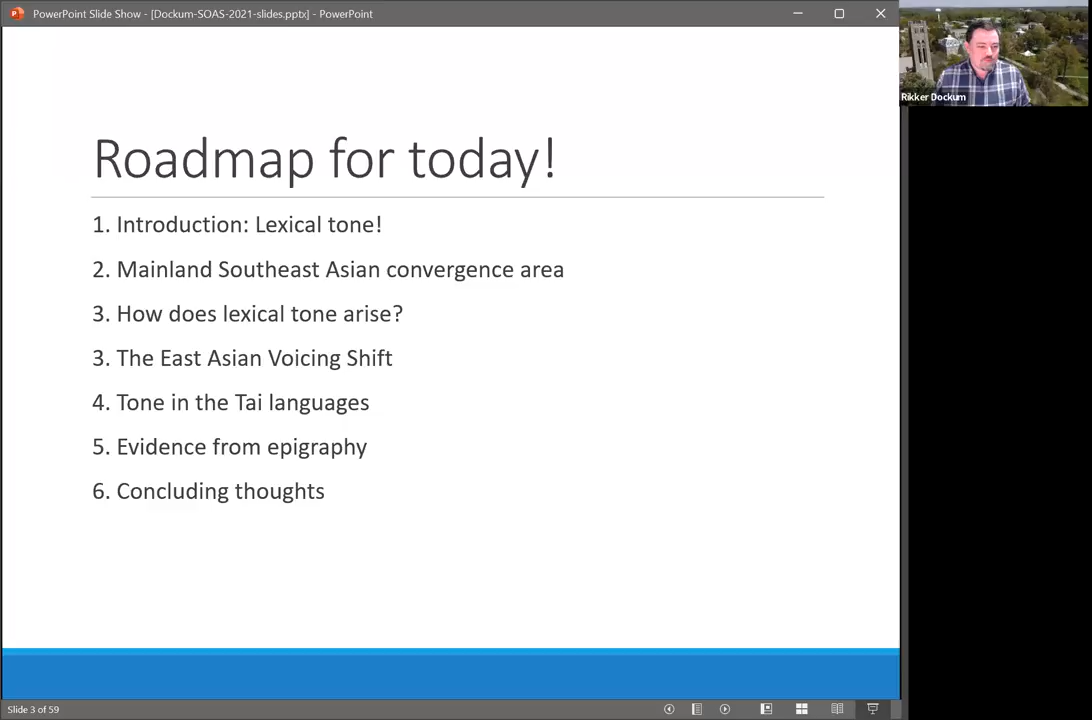 PowerPoint Slide Show - [Dockum-SOAS-2021-slides.pptx] - PowerPoint
Rikker Dockum
Roadmap for today!
1. Introduction: Lexical tone!
2. Mainland Southeast Asian convergence area
3. How does lexical tone arise?
3. The East Asian Voicing Shift
4. Tone in the Tai languages
5. Evidence from epigraphy
6. Concluding thoughts
Slide 3 of 59